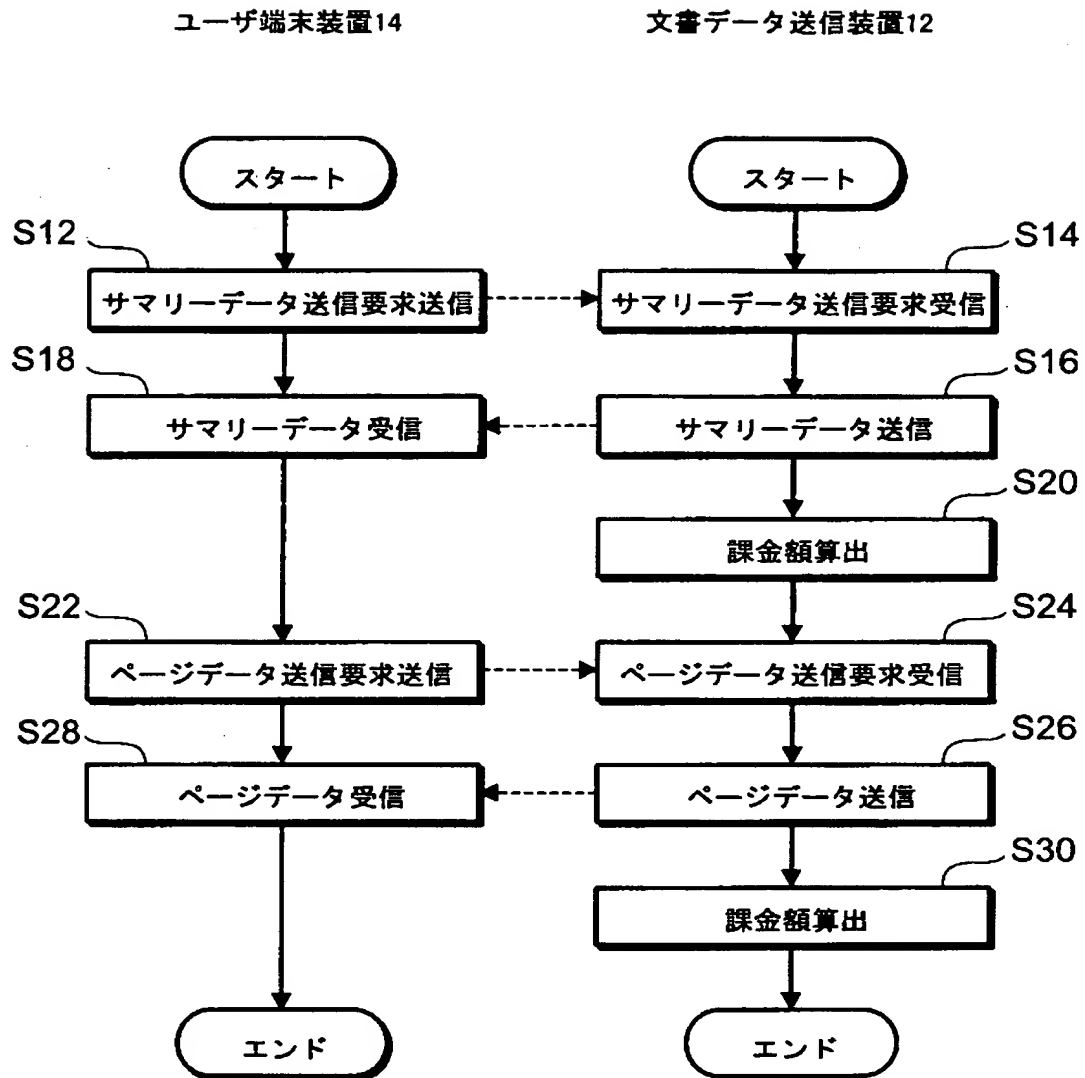 ユーザ端末装置14
文書データ送信装置12
スタート
スタート
S12
S14
サマリーデータ送信要求送信
サマリーデータ送信要求受信
S18
S16
サマリーデータ受信
サマリーデータ送信
S20
課金額算出
S22
S24
ページデータ送信要求送信
ページデータ送信要求受信
S28
S26
ページデータ受信
ページデータ送信
S30
課金額算出
エンド
エンド